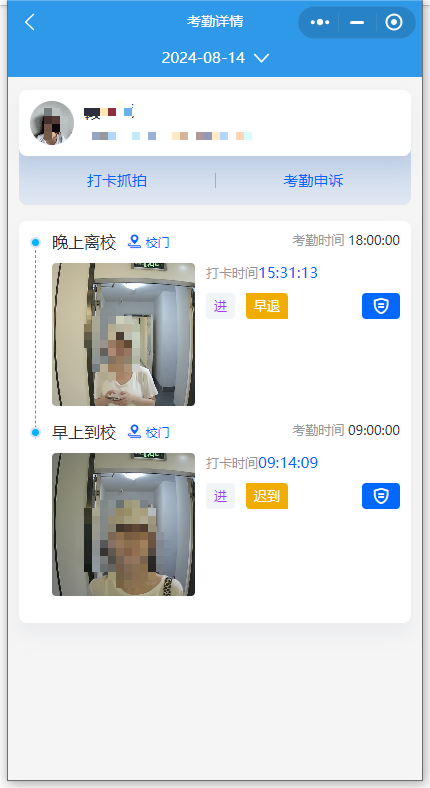 考勤详情
2024-08-14
打卡抓拍
考勤申诉
晚上离校 校门 考勤时间 18:00:00
打卡时间15:31:13
进 早退
早上到校 校门 考勤时间 09:00:00
打卡时间09:14:09
进 迟到